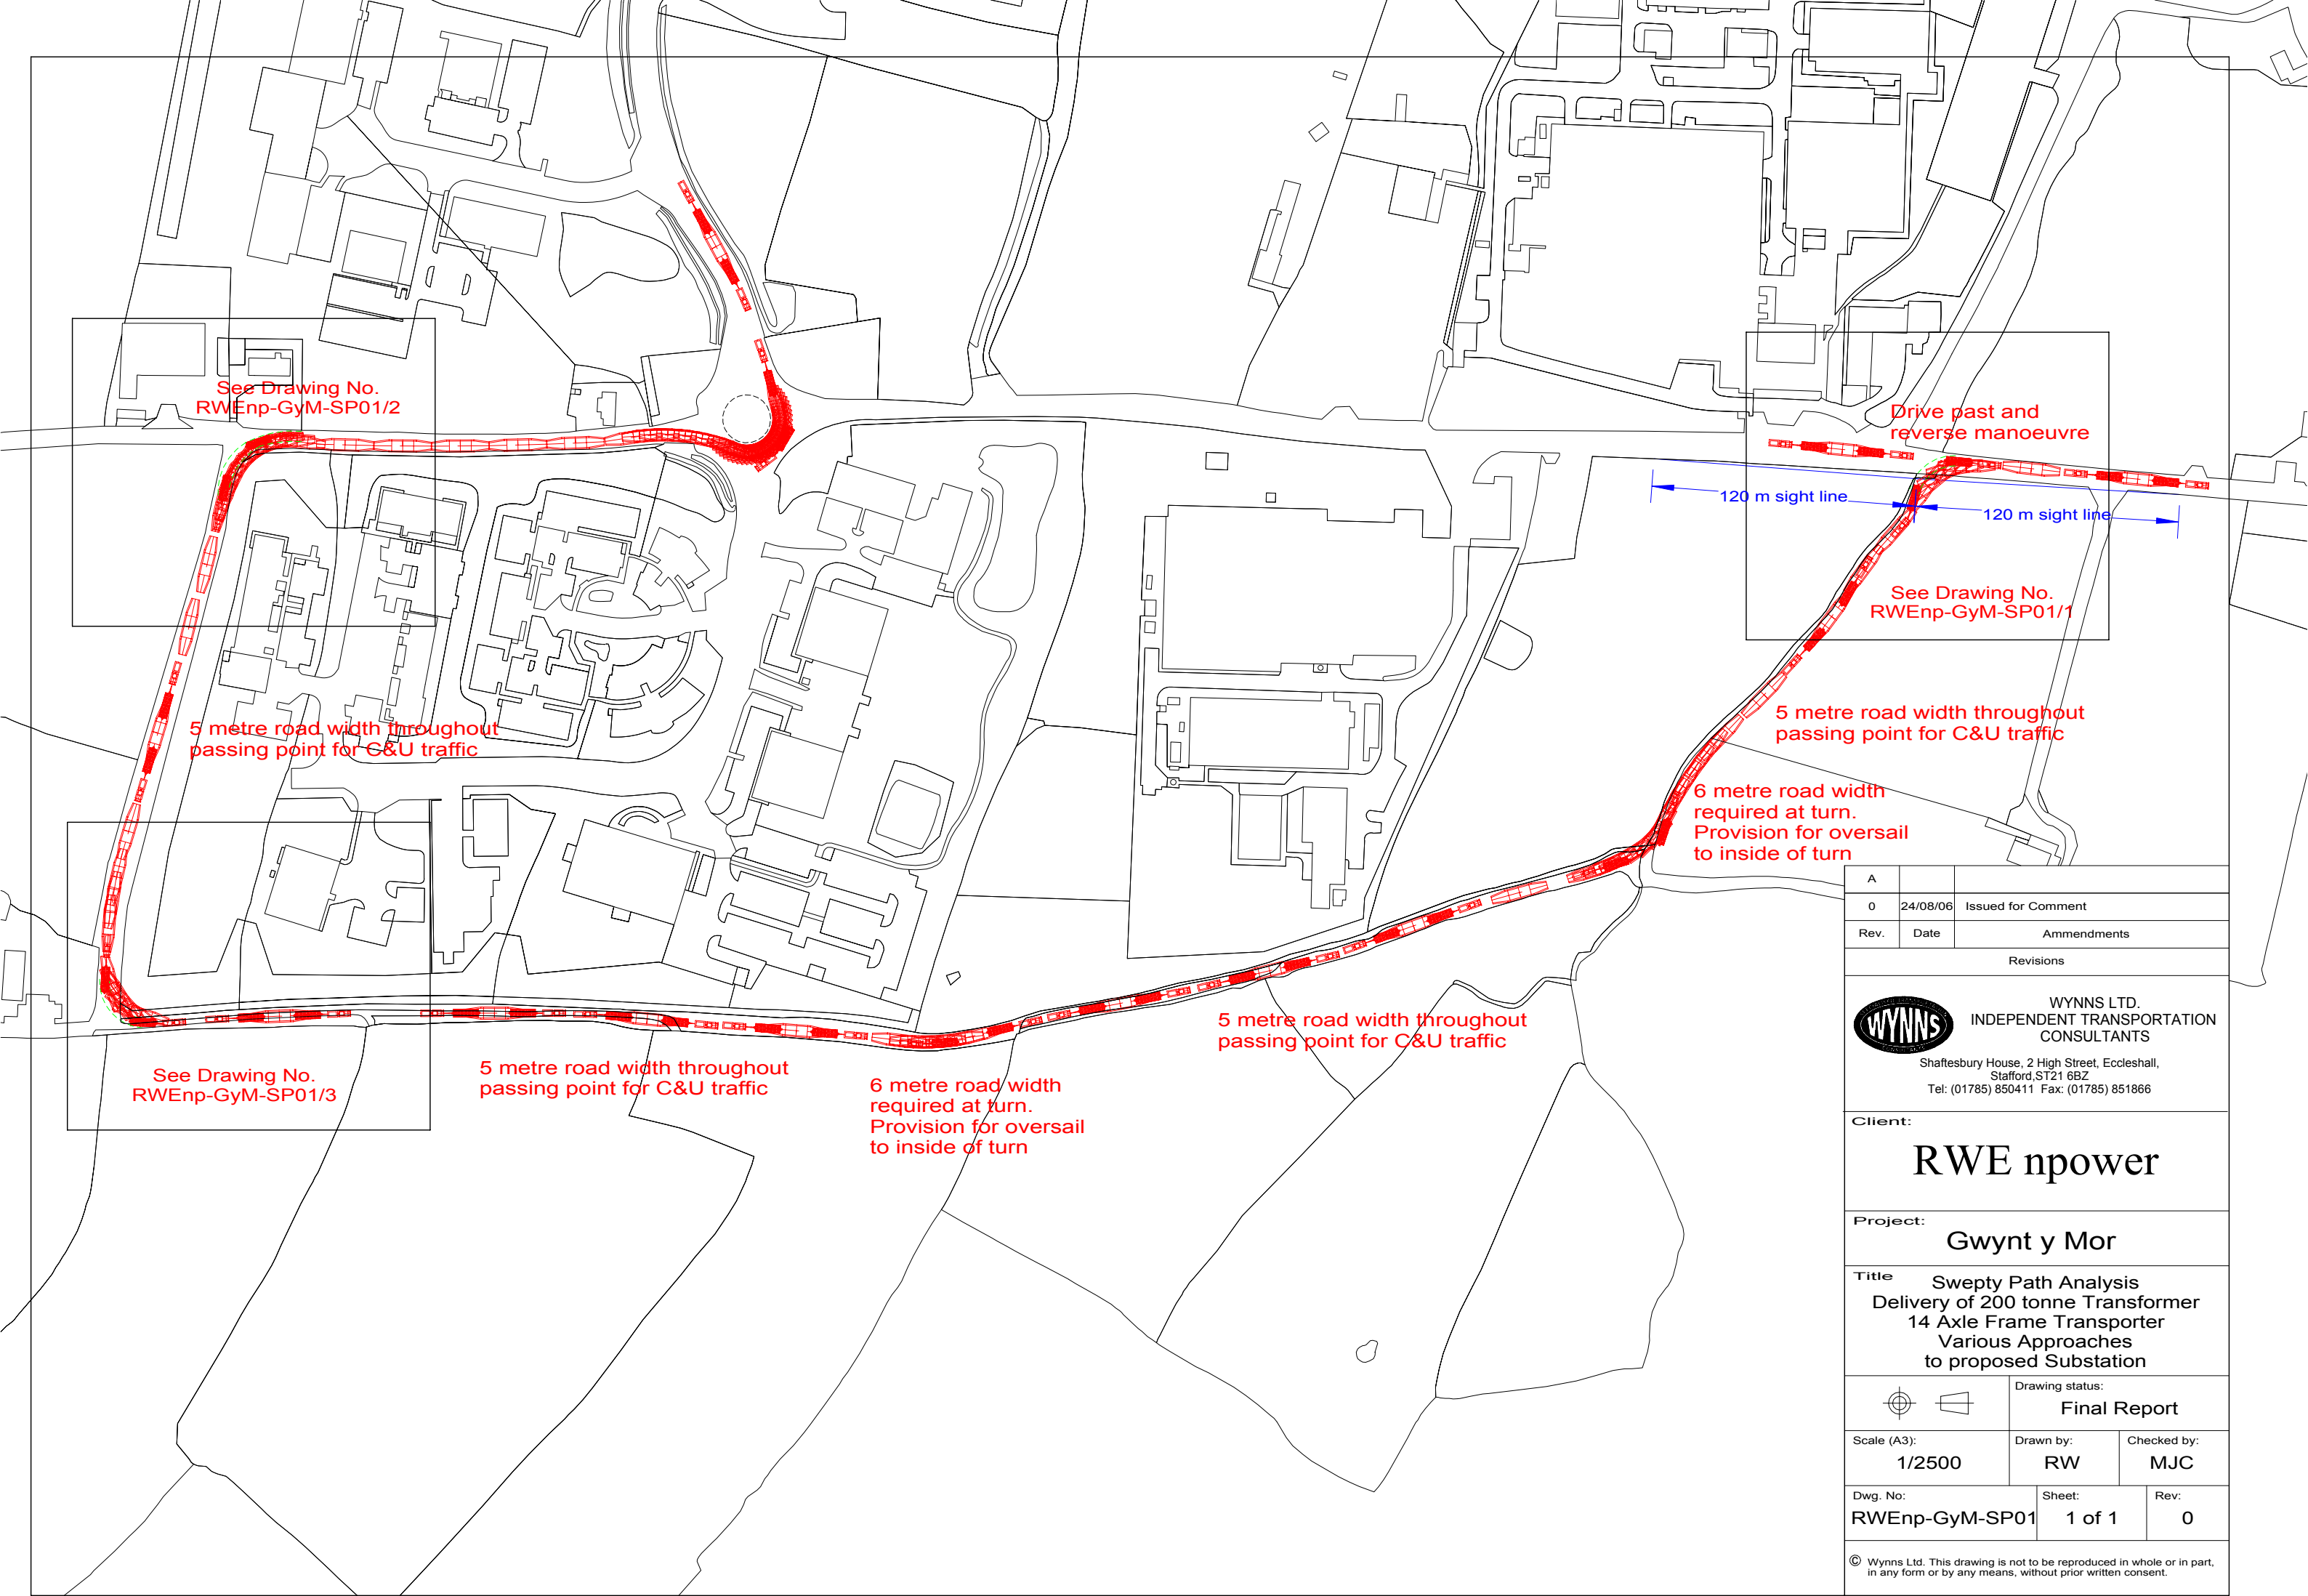 See Drawing No.
RWEnp-GyM-SP01/2
Drive past and
reverse manoeuvre
120 m sight line
120 m sight line
See Drawing No.
RWEnp-GyM-SP01/1
5 metre road width throughout
passing point for C&U traffic
5 metre road width throughout
passing point for C&U traffic
6 metre road width
required at turn.
Provision for oversail
to inside of turn
5 metre road width throughout
passing point for C&U traffic
See Drawing No.
RWEnp-GyM-SP01/3
5 metre road width throughout
passing point for C&U traffic
6 metre road width
required at turn.
Provision for oversail
to inside of turn
A
0 24/08/06 Issued for Comment
Rev. Date Ammendments
Revisions
WYNNS
WYNNS LTD.
INDEPENDENT TRANSPORTATION
CONSULTANTS
Shaftesbury House, 2 High Street, Eccleshall,
Stafford,ST21 6BZ
Tel: (01785) 850411 Fax: (01785) 851866
Client:
RWE npower
Project:
Gwynt y Mor
Title
Swepty Path Analysis
Delivery of 200 tonne Transformer
14 Axle Frame Transporter
Various Approaches
to proposed Substation
Drawing status:
Final Report
Scale (A3): Drawn by: Checked by:
1/2500 RW MJC
Dwg. No: Sheet: Rev:
RWEnp-GyM-SP01 1 of 1 0
© Wynns Ltd. This drawing is not to be reproduced in whole or in part,
in any form or by any means, without prior written consent.